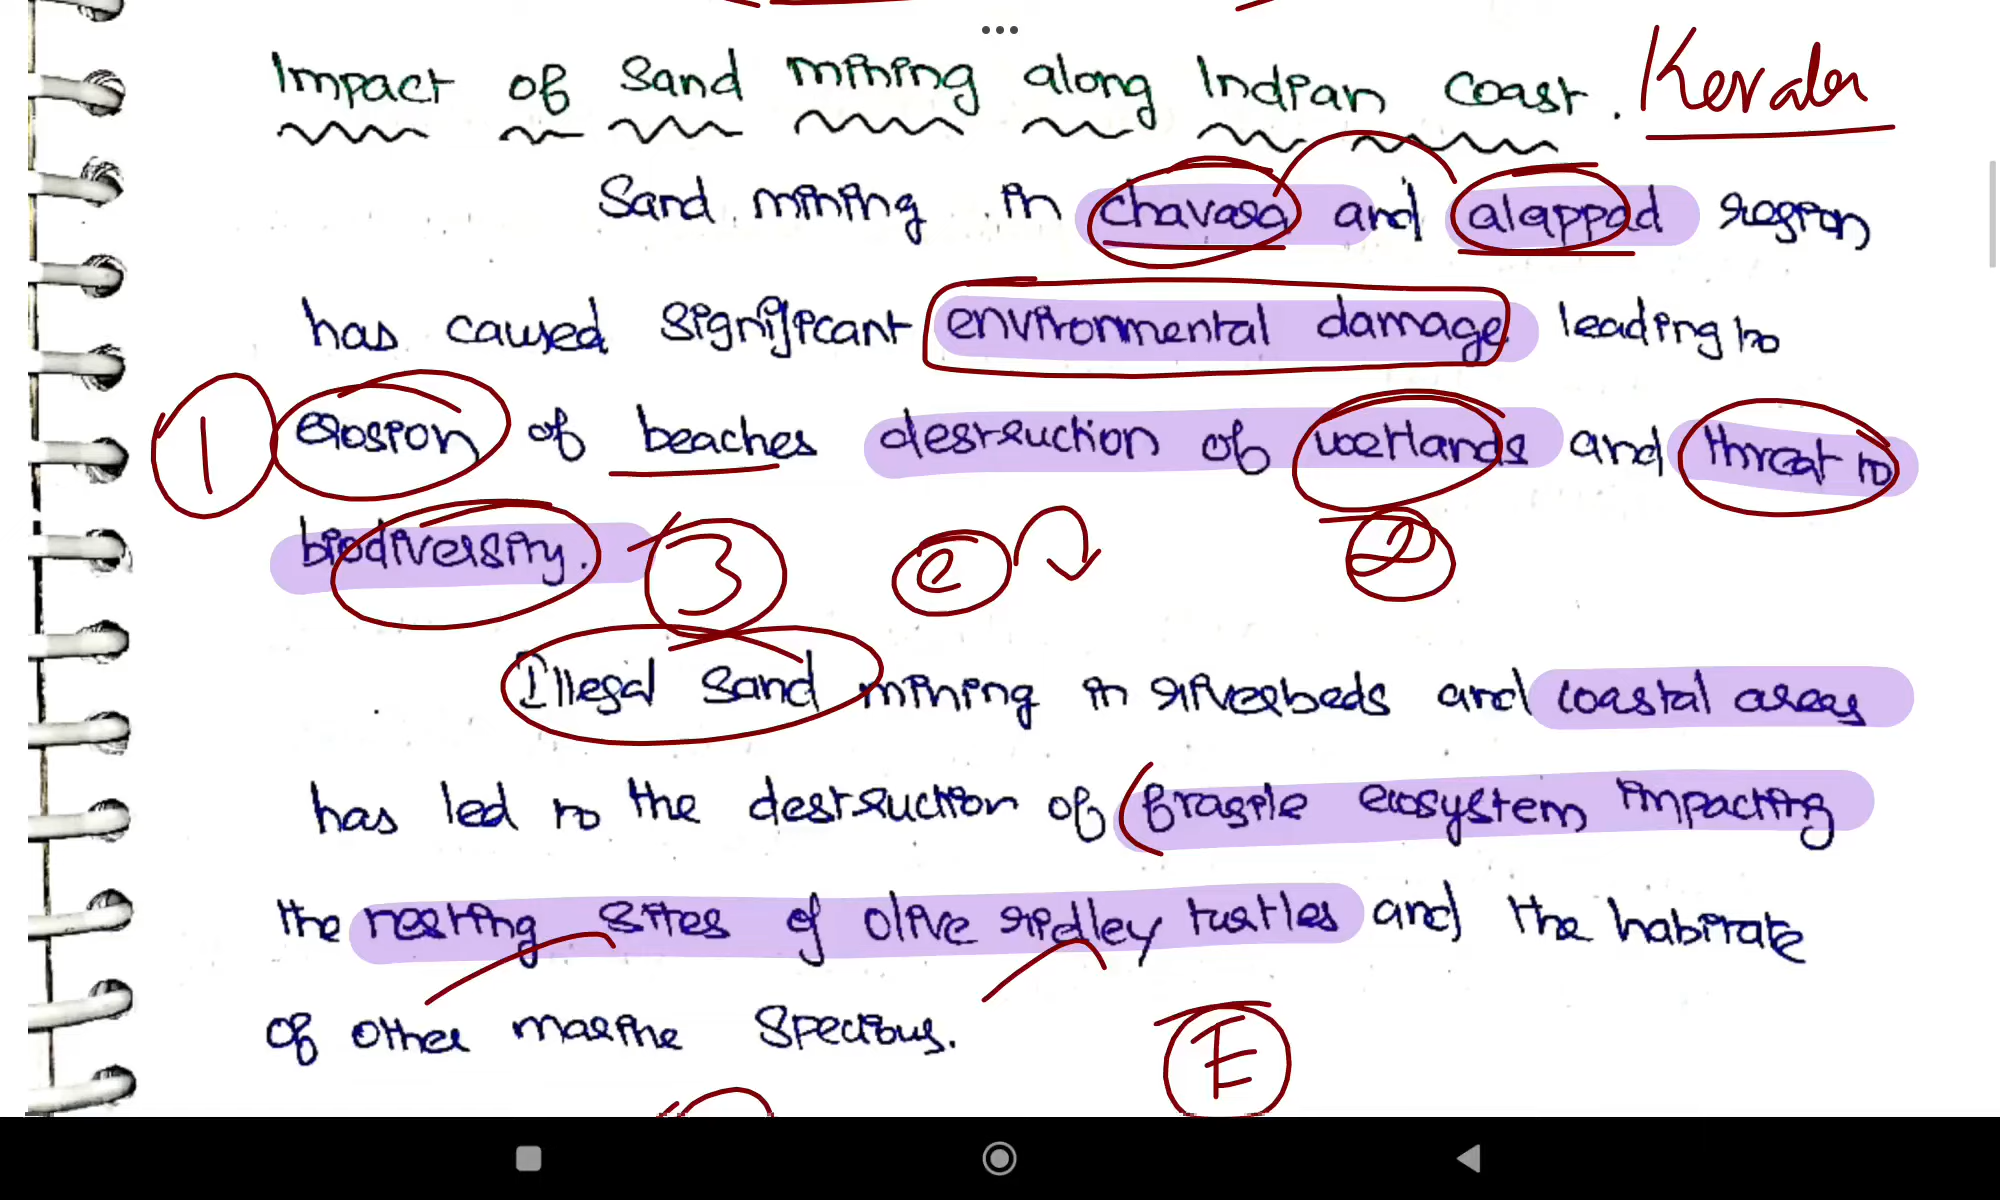 Impact of Sand mining along Indian Coast. Kerala
Sand mining in chavara and alappad region
has caused significant environmental damage leading to
1 erosion of beaches destruction of wetlands and threat to
biodiversity. 3 e 2
Illegal Sand mining in riverbeds and coastal areas
has led to the destruction of fragile ecosystem impacting
the nesting sites of olive ridley turtles and the habitate
of other marine Specious.
E